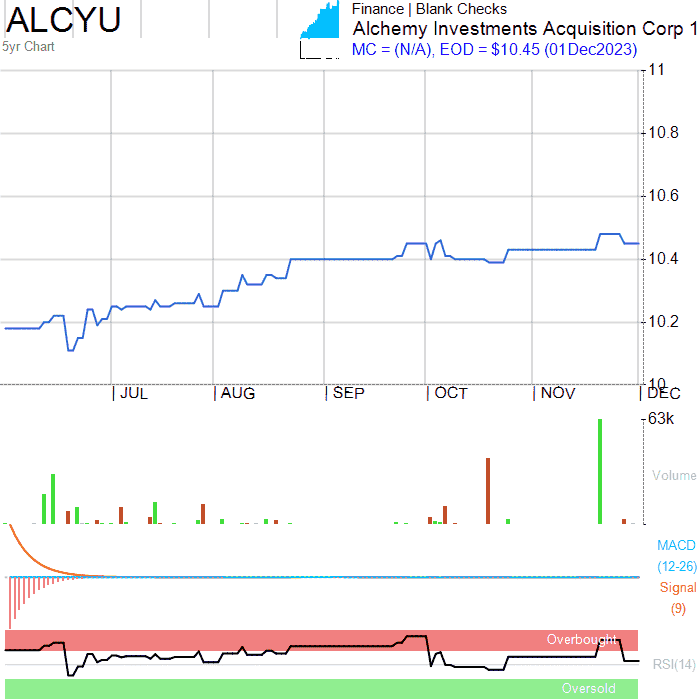 ALCYU
5yr Chart
Finance | Blank Checks
Alchemy Investments Acquisition Corp 1
MC = (N/A), EOD = $10.45 (01Dec2023)
11
10.8
10.6
10.4
10.2
10
JUL AUG SEP OCT NOV DEC
63k
Volume
MACD
(12-26)
Signal
(9)
Overbought
RSI(14)
Oversold